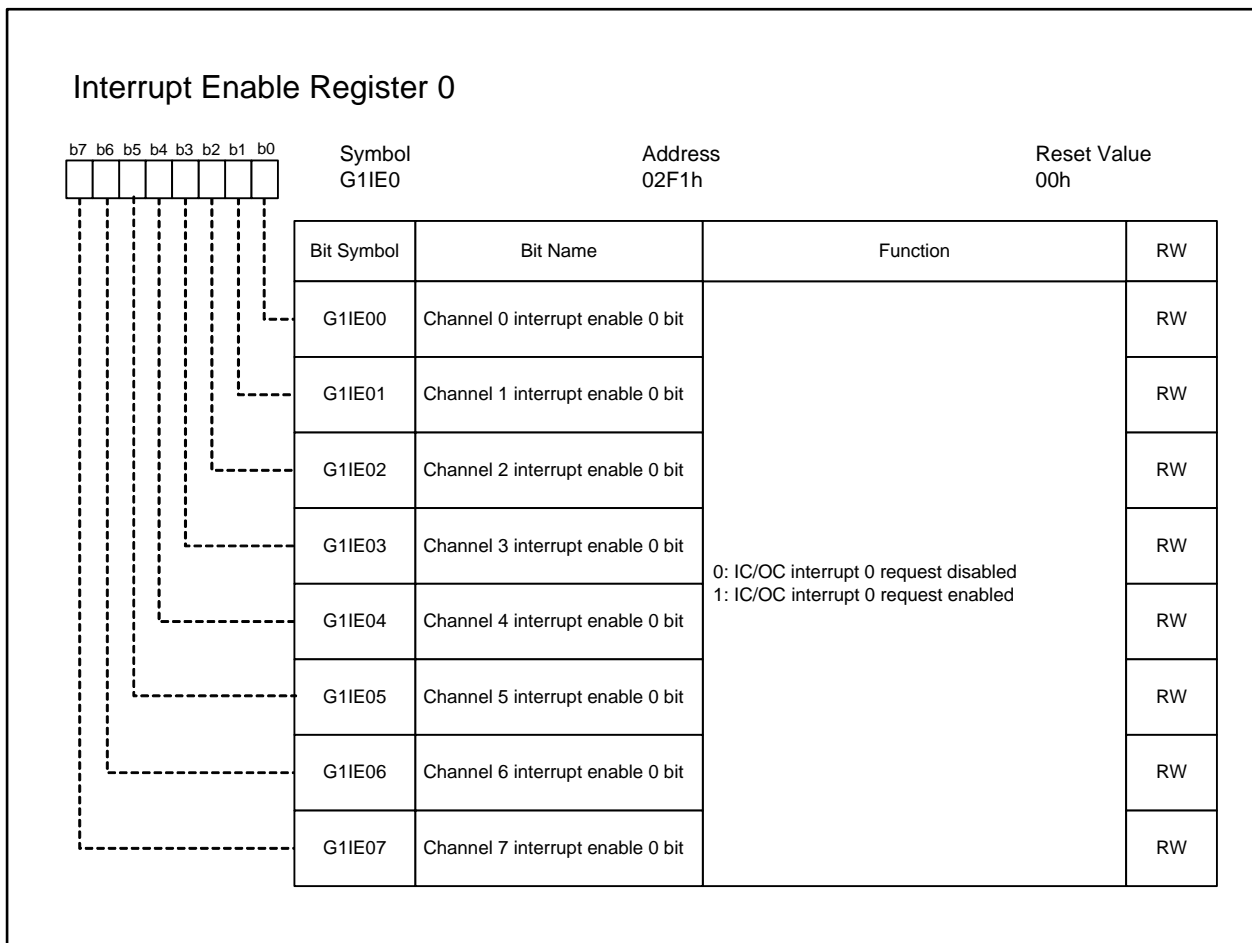 Interrupt Enable Register 0
b7 b6 b5 b4 b3 b2 b1 b0
Symbol Address Reset Value
G1IE0 02F1h 00h
Bit Symbol Bit Name Function RW
G1IE00 Channel 0 interrupt enable 0 bit RW
G1IE01 Channel 1 interrupt enable 0 bit RW
G1IE02 Channel 2 interrupt enable 0 bit RW
G1IE03 Channel 3 interrupt enable 0 bit RW
0: IC/OC interrupt 0 request disabled
1: IC/OC interrupt 0 request enabled
G1IE04 Channel 4 interrupt enable 0 bit RW
G1IE05 Channel 5 interrupt enable 0 bit RW
G1IE06 Channel 6 interrupt enable 0 bit RW
G1IE07 Channel 7 interrupt enable 0 bit RW